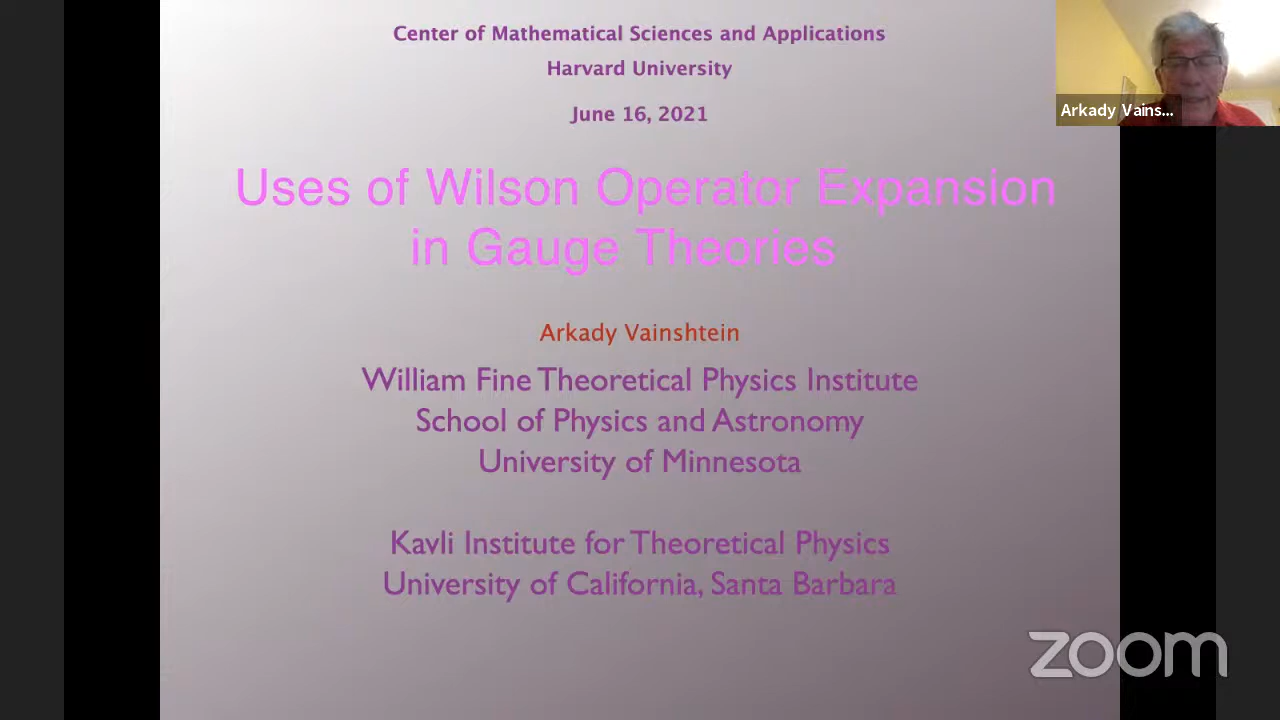 Center of Mathematical Sciences and Applications
Harvard University
June 16, 2021
Arkady Vains...
Uses of Wilson Operator Expansion
in Gauge Theories
Arkady Vainshtein
William Fine Theoretical Physics Institute
School of Physics and Astronomy
University of Minnesota
Kavli Institute for Theoretical Physics
University of California, Santa Barbara
zoom